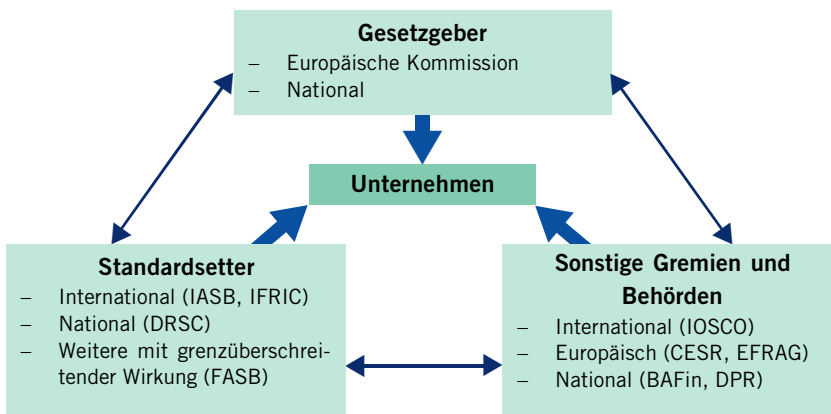 Gesetzgeber
– Europäische Kommission
– National
Unternehmen
Standardsetter
– International (IASB, IFRIC)
– National (DRSC)
– Weitere mit grenzüberschrei-
tender Wirkung (FASB)
Sonstige Gremien und
Behörden
– International (IOSCO)
– Europäisch (CESR, EFRAG)
– National (BAFin, DPR)